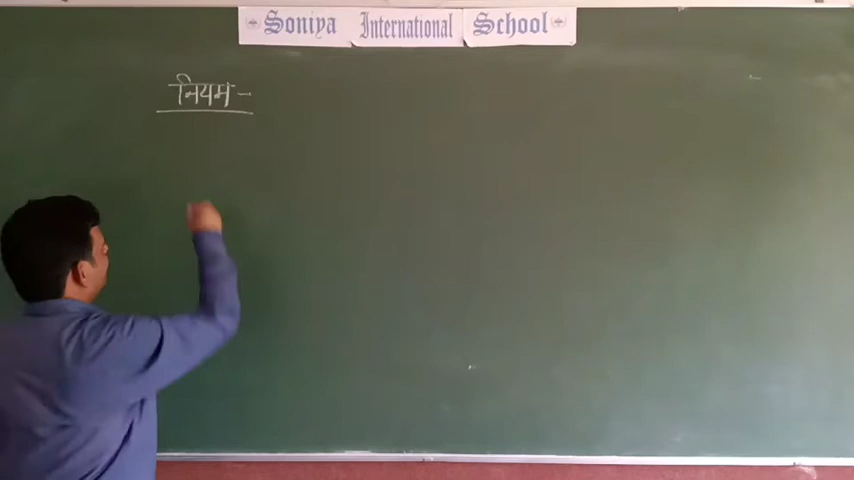 Soniya International School
नियम -